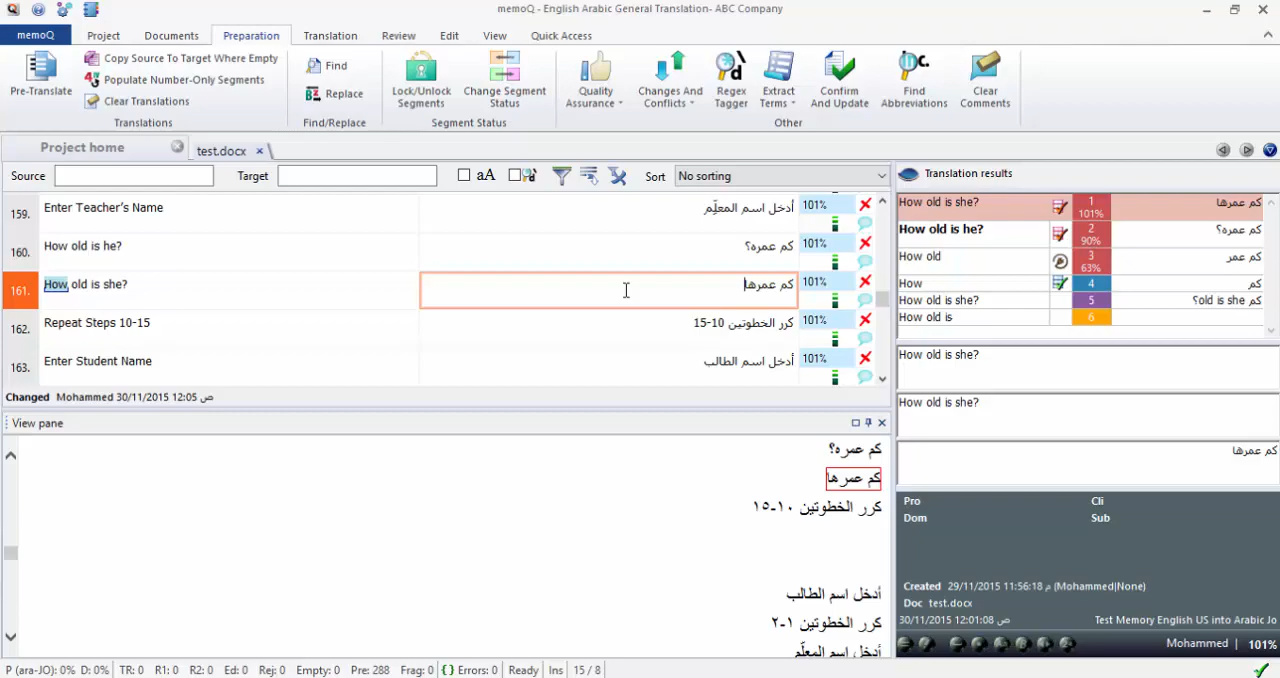 memoQ - English Arabic General Translation- ABC Company
memoQ
Project
Documents
Preparation
Translation
Review
Edit
View
Quick Access
Pre-Translate
Copy Source To Target Where Empty
Populate Number-Only Segments
Clear Translations
Translations
Find
Replace
Find/Replace
Lock/Unlock Segments
Change Segment Status
Segment Status
Quality Assurance
Changes And Conflicts
Regex Tagger
Extract Terms
Confirm And Update
Find Abbreviations
Clear Comments
Other
Project home
test.docx
Source
Target
aA
Sort
No sorting
159. Enter Teacher's Name أدخل اسم المعلّم 101%
160. How old is he? كم عمره؟ 101%
161. How old is she? كم عمرها 101%
162. Repeat Steps 10-15 كرر الخطوتين 10-15 101%
163. Enter Student Name أدخل اسم الطالب 101%
Changed Mohammed 30/11/2015 12:05 ص
View pane
كم عمره؟
كم عمرها
كرر الخطوتين ١٠-١٥
أدخل اسم الطالب
كرر الخطوتين ١-٢
أدخل اسم المعلّم
Translation results
How old is she? 1 101% كم عمرها
How old is he? 2 90% كم عمره؟
How old 3 63% كم عمر
How 4 كم
How old is she? 5 كم old is she?
How old is 6
How old is she?
How old is she?
كم عمرها
Pro Cli
Dom Sub
Created 29/11/2015 11:56:18 م (Mohammed|None)
Doc test.docx
30/11/2015 12:01:08 ص Test Memory English US into Arabic Jo
Mohammed | 101%
P (ara-JO): 0% D: 0% TR: 0 R1: 0 R2: 0 Ed: 0 Rej: 0 Empty: 0 Pre: 288 Frag: 0 {} Errors: 0 Ready Ins 15 / 8